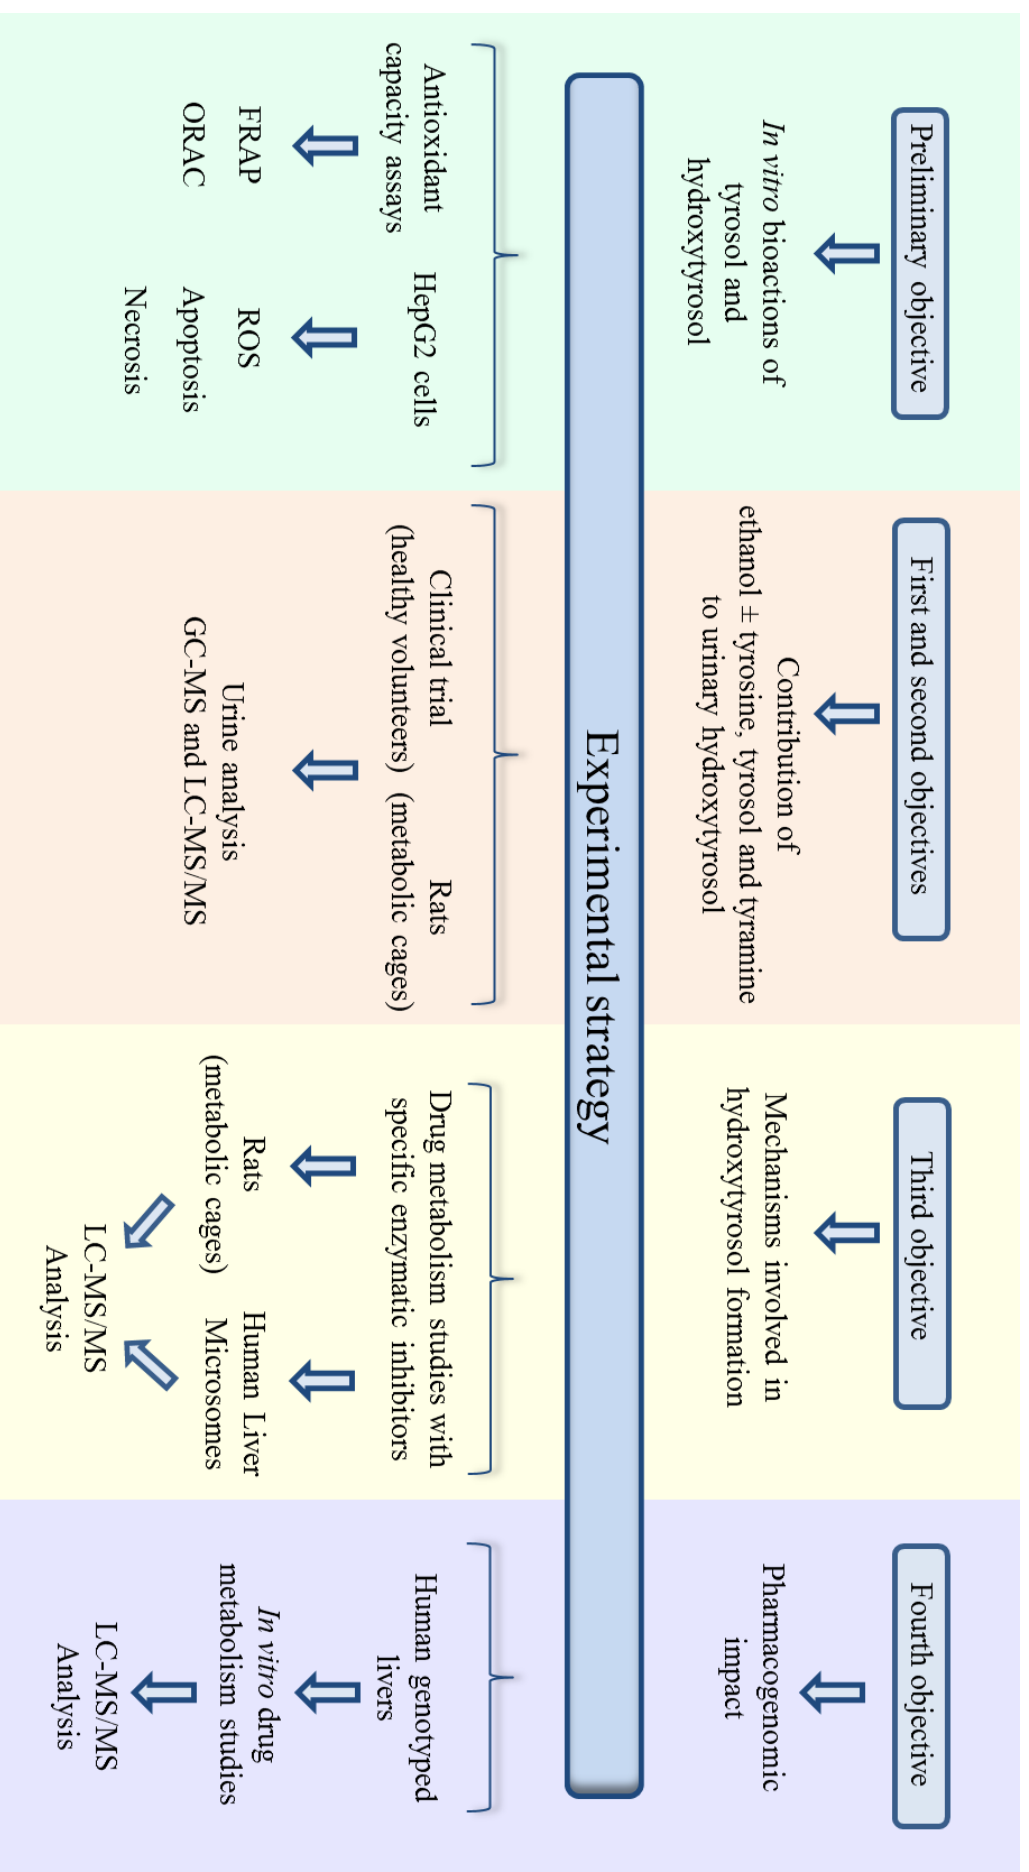 Preliminary objective
In vitro bioactions of
tyrosol and
hydroxytyrosol
First and second objectives
Contribution of
ethanol ± tyrosine, tyrosol and tyramine
to urinary hydroxytyrosol
Third objective
Mechanisms involved in
hydroxytyrosol formation
Fourth objective
Pharmacogenomic
impact
Experimental strategy
Antioxidant
capacity assays
FRAP
ORAC
HepG2 cells
ROS
Apoptosis
Necrosis
Clinical trial
(healthy volunteers)
Rats
(metabolic cages)
Urine analysis
GC-MS and LC-MS/MS
Drug metabolism studies with
specific enzymatic inhibitors
Rats
(metabolic cages)
Human Liver
Microsomes
LC-MS/MS
Analysis
Human genotyped
livers
In vitro drug
metabolism studies
LC-MS/MS
Analysis